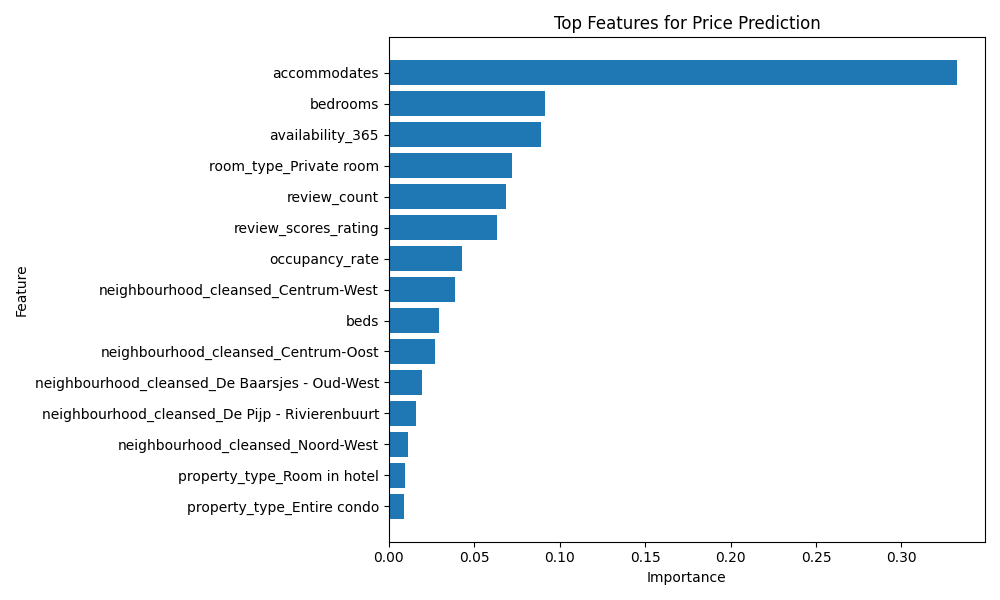 Top Features for Price Prediction
Feature
accommodates
bedrooms
availability_365
room_type_Private room
review_count
review_scores_rating
occupancy_rate
neighbourhood_cleansed_Centrum-West
beds
neighbourhood_cleansed_Centrum-Oost
neighbourhood_cleansed_De Baarsjes - Oud-West
neighbourhood_cleansed_De Pijp - Rivierenbuurt
neighbourhood_cleansed_Noord-West
property_type_Room in hotel
property_type_Entire condo
0.00 0.05 0.10 0.15 0.20 0.25 0.30
Importance